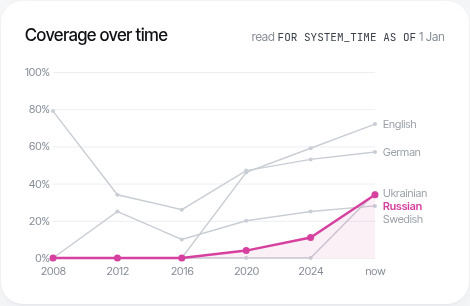 Coverage over time
read FOR SYSTEM_TIME AS OF 1 Jan
100%
80%
60%
40%
20%
0%
English
German
Ukrainian
Russian
Swedish
2008 2012 2016 2020 2024 now